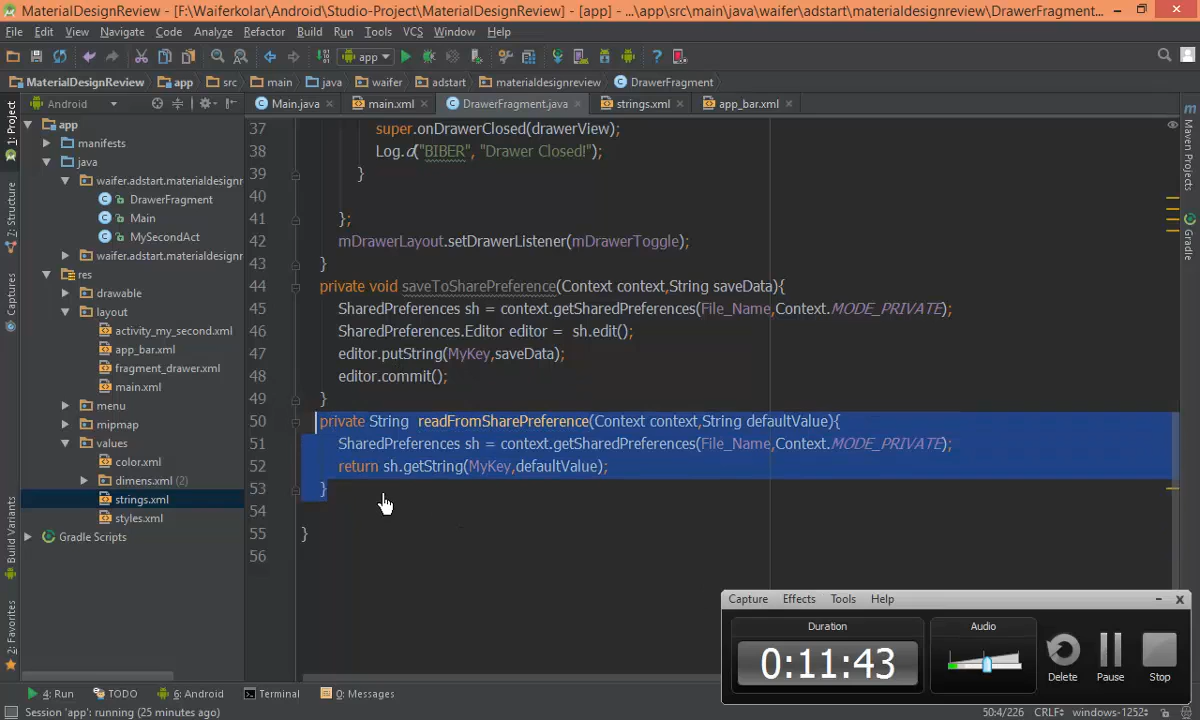 MaterialDesignReview - [F:\Waiferkolar\Android\Studio-Project\MaterialDesignReview] - [app] - ...\app\src\main\java\waifer\adstart\materialdesignreview\DrawerFragment....
File Edit View Navigate Code Analyze Refactor Build Run Tools VCS Window Help
app
MaterialDesignReview app src main java waifer adstart materialdesignreview DrawerFragment
Android
Main.java main.xml DrawerFragment.java strings.xml app_bar.xml
1: Project
7: Structure
Captures
Build Variants
2: Favorites
app
manifests
java
waifer.adstart.materialdesignr
DrawerFragment
Main
MySecondAct
waifer.adstart.materialdesignr
res
drawable
layout
activity_my_second.xml
app_bar.xml
fragment_drawer.xml
main.xml
menu
mipmap
values
color.xml
dimens.xml (2)
strings.xml
styles.xml
Gradle Scripts
37 super.onDrawerClosed(drawerView);
38 Log.d("BIBER", "Drawer Closed!");
39 }
40
41 };
42 mDrawerLayout.setDrawerListener(mDrawerToggle);
43 }
44 private void saveToSharePreference(Context context,String saveData){
45 SharedPreferences sh = context.getSharedPreferences(File_Name,Context.MODE_PRIVATE);
46 SharedPreferences.Editor editor = sh.edit();
47 editor.putString(MyKey,saveData);
48 editor.commit();
49 }
50 private String readFromSharePreference(Context context,String defaultValue){
51 SharedPreferences sh = context.getSharedPreferences(File_Name,Context.MODE_PRIVATE);
52 return sh.getString(MyKey,defaultValue);
53 }
54
55 }
56
Maven Projects
Gradle
Capture Effects Tools Help
Duration
0:11:43
Audio
Delete
Pause
Stop
4: Run TODO 6: Android Terminal 0: Messages
Session 'app': running (25 minutes ago) 50:4/226 CRLF windows-1252